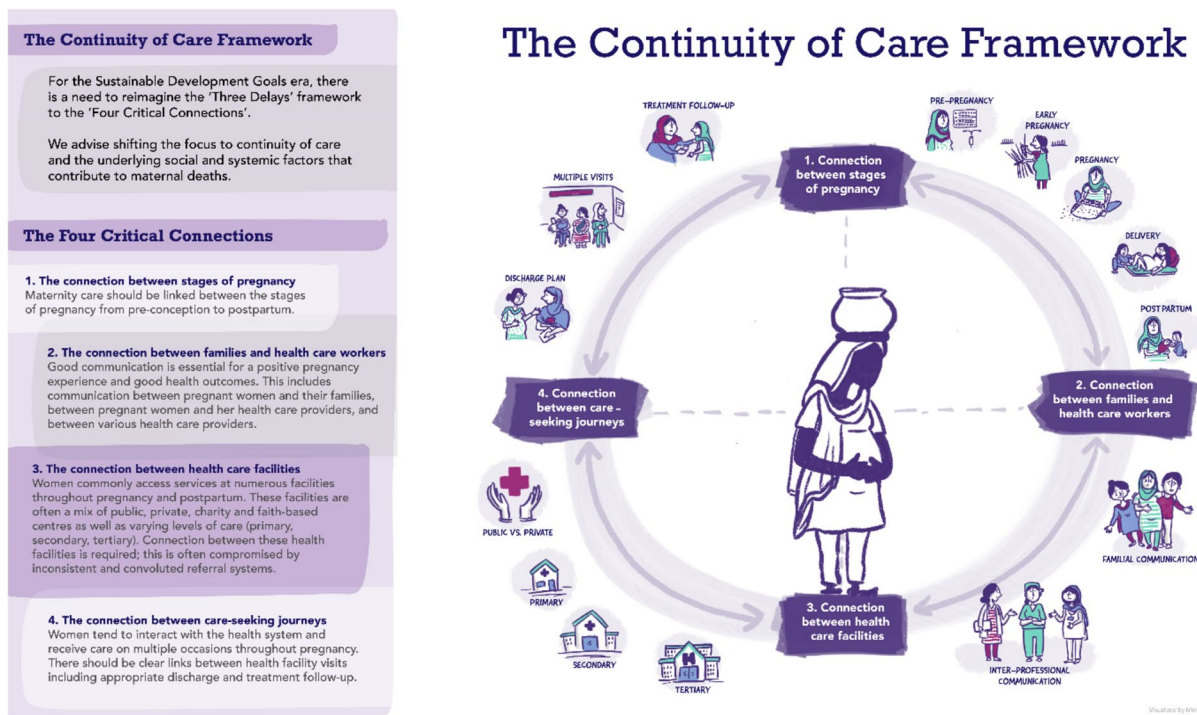 The Continuity of Care Framework
For the Sustainable Development Goals era, there
is a need to reimagine the 'Three Delays' framework
to the 'Four Critical Connections'.
We advise shifting the focus to continuity of care
and the underlying social and systemic factors that
contribute to maternal deaths.
The Four Critical Connections
1. The connection between stages of pregnancy
Maternity care should be linked between the stages
of pregnancy from pre-conception to postpartum.
2. The connection between families and health care workers
Good communication is essential for a positive pregnancy
experience and good health outcomes. This includes
communication between pregnant women and their families,
between pregnant women and her health care providers, and
between various health care providers.
3. The connection between health care facilities
Women commonly access services at numerous facilities
throughout pregnancy and postpartum. These facilities are
often a mix of public, private, charity and faith-based
centres as well as varying levels of care (primary,
secondary, tertiary). Connection between these health
facilities is required; this is often compromised by
inconsistent and convoluted referral systems.
4. The connection between care-seeking journeys
Women tend to interact with the health system and
receive care on multiple occasions throughout pregnancy.
There should be clear links between health facility visits
including appropriate discharge and treatment follow-up.
The Continuity of Care Framework
TREATMENT FOLLOW-UP
MULTIPLE VISITS
DISCHARGE PLAN
1. Connection
between stages
of pregnancy
PRE-PREGNANCY
EARLY
PREGNANCY
PREGNANCY
DELIVERY
POSTPARTUM
2. Connection
between families and
health care workers
FAMILIAL COMMUNICATION
INTER-PROFESSIONAL
COMMUNICATION
3. Connection
between health
care facilities
4. Connection
between care -
seeking journeys
PUBLIC VS. PRIVATE
PRIMARY
SECONDARY
H
TERTIARY
Visualized by